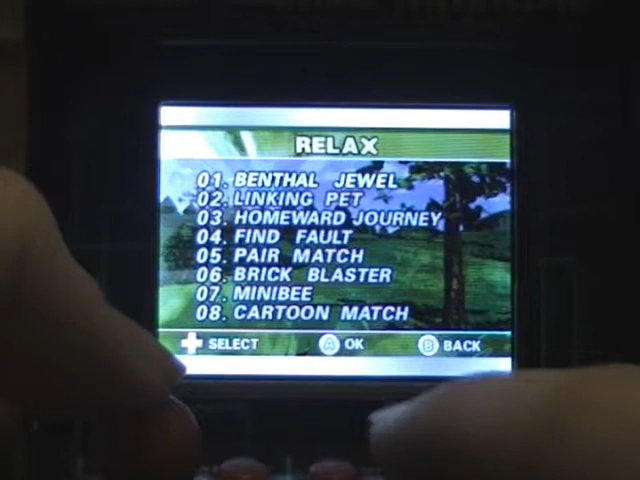 RELAX
01. BENTHAL JEWEL
02. LINKING PET
03. HOMEWARD JOURNEY
04. FIND FAULT
05. PAIR MATCH
06. BRICK BLASTER
07. MINIBEE
08. CARTOON MATCH
SELECT A OK B BACK